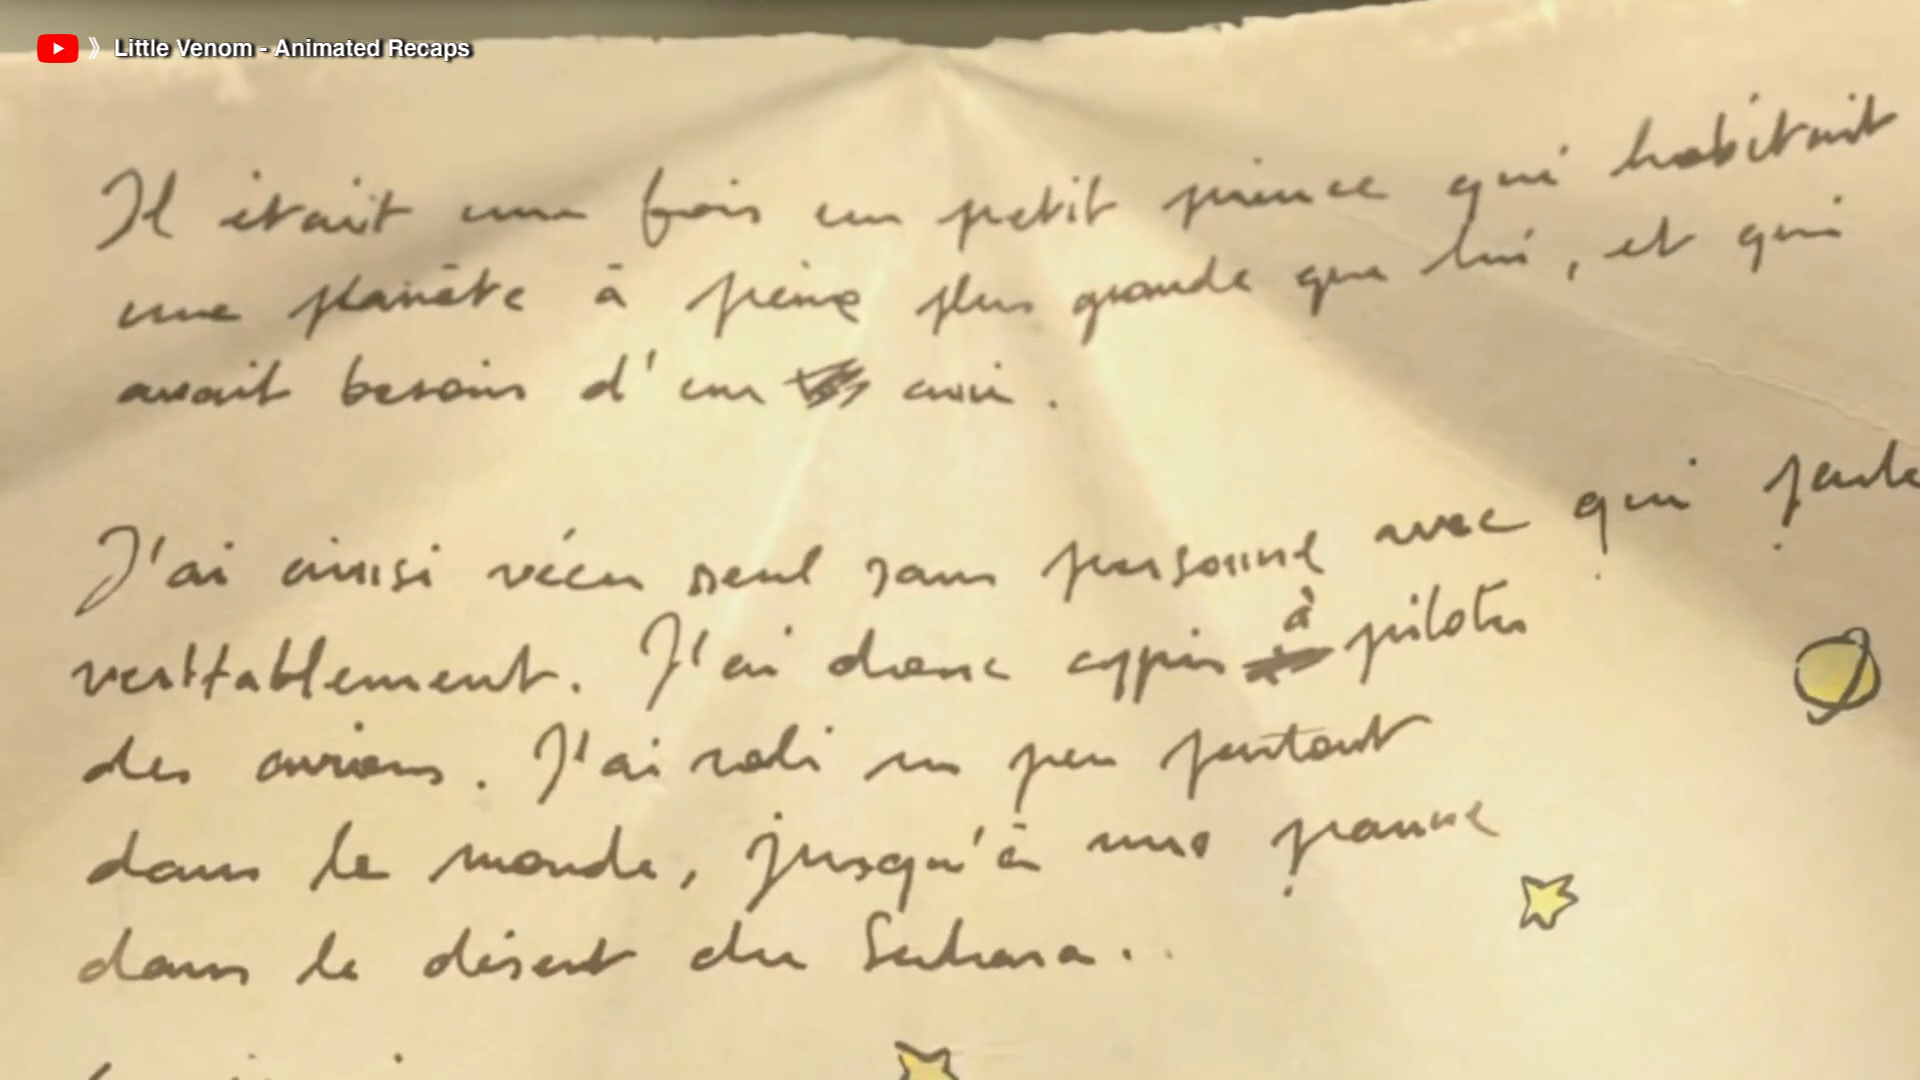 Little Venom - Animated Recaps
Il était une fois un petit prince qui habitait
une planète à peine plus grande que lui, et qui
avait besoin d'un ami.
J'ai ainsi vécu seul sans personne avec qui parle
veritablement. J'ai donc appris à piloter
des avions. J'ai volé un peu partout
dans le monde, jusqu'à une panne
dans le désert du Sahara..